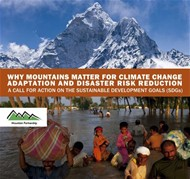 WHY MOUNTAINS MATTER FOR CLIMATE CHANGE
ADAPTATION AND DISASTER RISK REDUCTION
A CALL FOR ACTION ON THE SUSTAINABLE DEVELOPMENT GOALS (SDGs)
Mountain Partnership